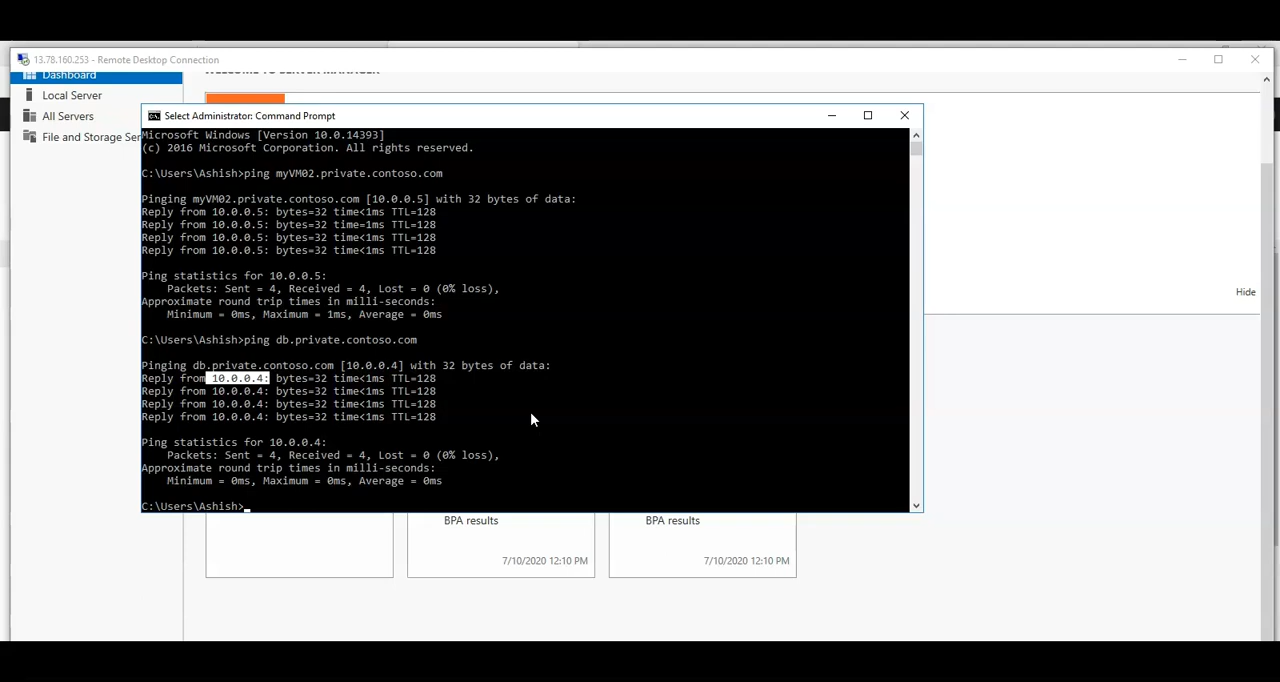 13.78.160.253 - Remote Desktop Connection
Dashboard
WELCOME TO SERVER MANAGER
Local Server
All Servers
File and Storage Ser
Select Administrator: Command Prompt
Microsoft Windows [Version 10.0.14393]
(c) 2016 Microsoft Corporation. All rights reserved.
C:\Users\Ashish>ping myVM02.private.contoso.com
Pinging myVM02.private.contoso.com [10.0.0.5] with 32 bytes of data:
Reply from 10.0.0.5: bytes=32 time<1ms TTL=128
Reply from 10.0.0.5: bytes=32 time=1ms TTL=128
Reply from 10.0.0.5: bytes=32 time<1ms TTL=128
Reply from 10.0.0.5: bytes=32 time<1ms TTL=128
Ping statistics for 10.0.0.5:
Packets: Sent = 4, Received = 4, Lost = 0 (0% loss),
Approximate round trip times in milli-seconds:
Minimum = 0ms, Maximum = 1ms, Average = 0ms
C:\Users\Ashish>ping db.private.contoso.com
Pinging db.private.contoso.com [10.0.0.4] with 32 bytes of data:
Reply from 10.0.0.4: bytes=32 time<1ms TTL=128
Reply from 10.0.0.4: bytes=32 time<1ms TTL=128
Reply from 10.0.0.4: bytes=32 time<1ms TTL=128
Reply from 10.0.0.4: bytes=32 time<1ms TTL=128
Ping statistics for 10.0.0.4:
Packets: Sent = 4, Received = 4, Lost = 0 (0% loss),
Approximate round trip times in milli-seconds:
Minimum = 0ms, Maximum = 0ms, Average = 0ms
C:\Users\Ashish>
Hide
BPA results
7/10/2020 12:10 PM
BPA results
7/10/2020 12:10 PM